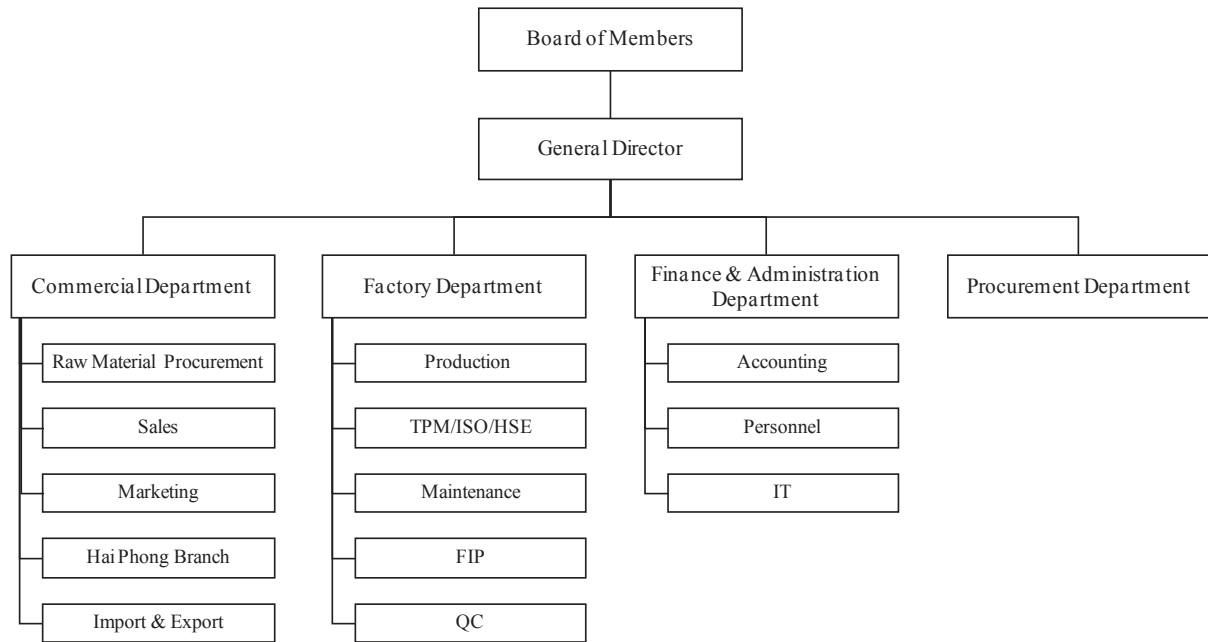 Board of Members
General Director
Commercial Department
Factory Department
Finance & Administration
Department
Procurement Department
Raw Material Procurement
Production
Accounting
Sales
TPM/ISO/HSE
Personnel
Marketing
Maintenance
IT
Hai Phong Branch
FIP
Import & Export
QC